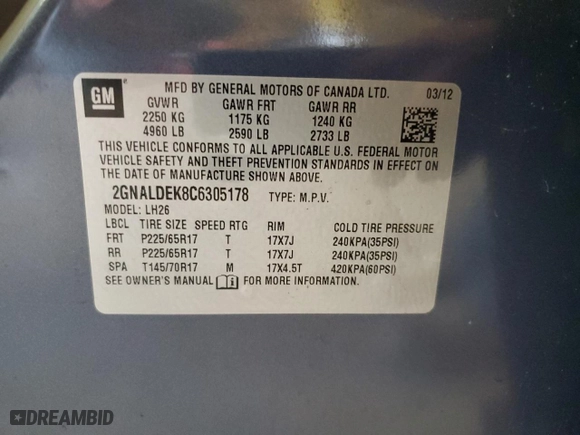 GM
MFD BY GENERAL MOTORS OF CANADA LTD. 03/12
GVWR GAWR FRT GAWR RR
2250 KG 1175 KG 1240 KG
4960 LB 2590 LB 2733 LB
THIS VEHICLE CONFORMS TO ALL APPLICABLE U.S. FEDERAL MOTOR
VEHICLE SAFETY AND THEFT PREVENTION STANDARDS IN EFFECT ON
THE DATE OF MANUFACTURE SHOWN ABOVE.
2GNALDEK8C6305178 TYPE: M.P.V.
MODEL: LH26
LBCL TIRE SIZE SPEED RTG RIM COLD TIRE PRESSURE
FRT P225/65R17 T 17X7J 240KPA(35PSI)
RR P225/65R17 T 17X7J 240KPA(35PSI)
SPA T145/70R17 M 17X4.5T 420KPA(60PSI)
SEE OWNER'S MANUAL FOR MORE INFORMATION.
DREAMBID